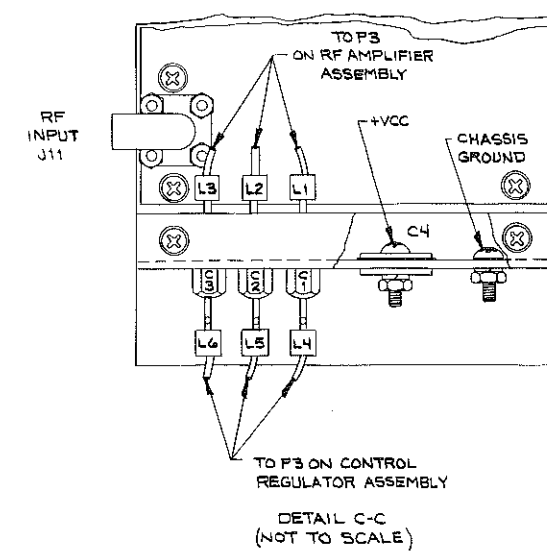 TO P3
ON RF AMPLIFIER
ASSEMBLY
RF
INPUT
J11
+VCC
CHASSIS
GROUND
L3
L2
L1
C4
C3
C2
C1
L6
L5
L4
TO P3 ON CONTROL
REGULATOR ASSEMBLY
DETAIL C-C
(NOT TO SCALE)